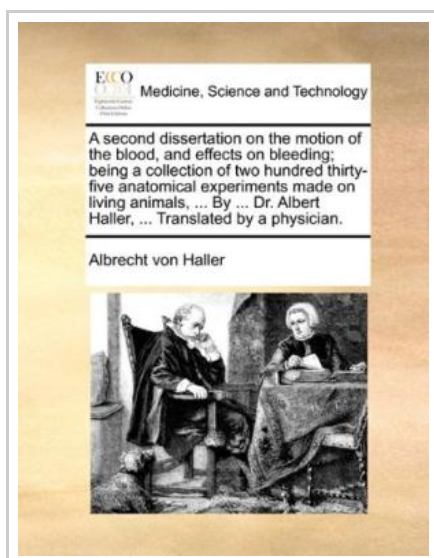 ECCO
Medicine, Science and Technology
A second dissertation on the motion of
the blood, and effects on bleeding;
being a collection of two hundred thirty-
five anatomical experiments made on
living animals, ... By ... Dr. Albert
Haller, ... Translated by a physician.
Albrecht von Haller